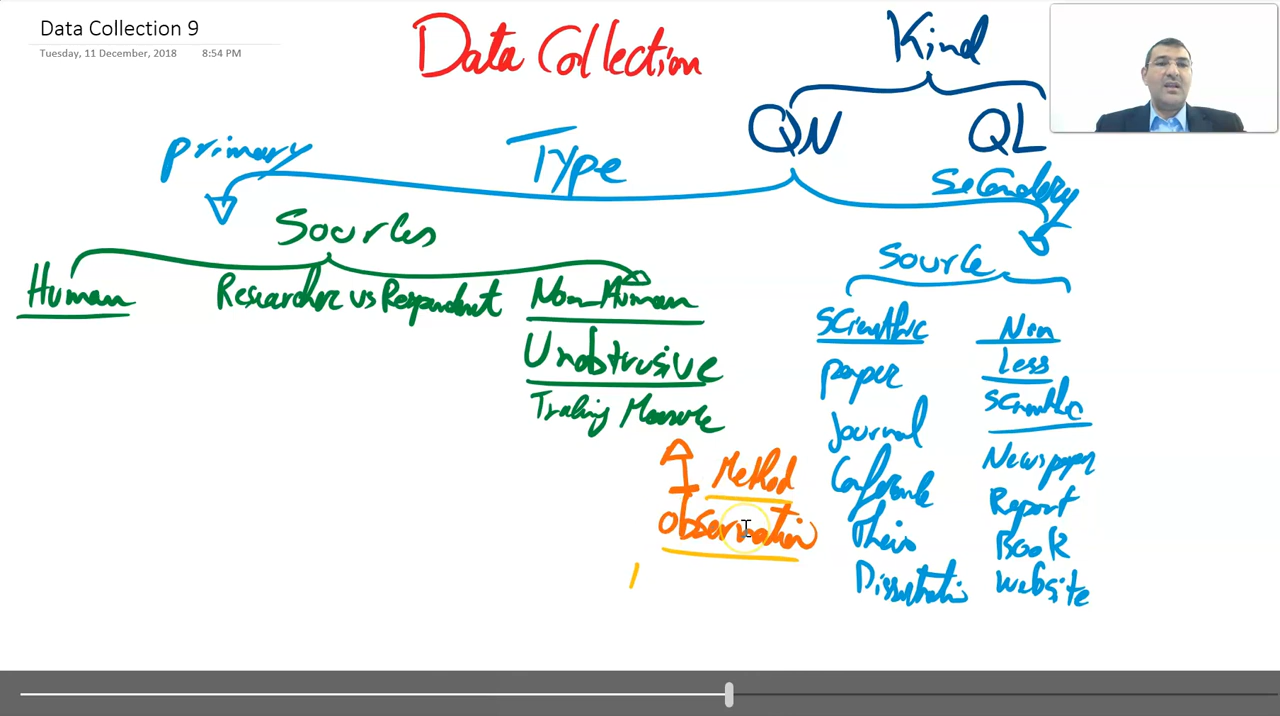 Data Collection 9
Tuesday, 11 December, 2018 8:54 PM
Data Collection
Kind
QN QL
Type
primary
Secondery
Sources
Human
Researcher vs Respondent
Non-Human
Unobtrusive
Tracing Measure
Method
observation
Source
Scientific
paper
Journal
Conference
Thesis
Dissertation
Non
Less
Scientific
Newspaper
Report
Book
Website